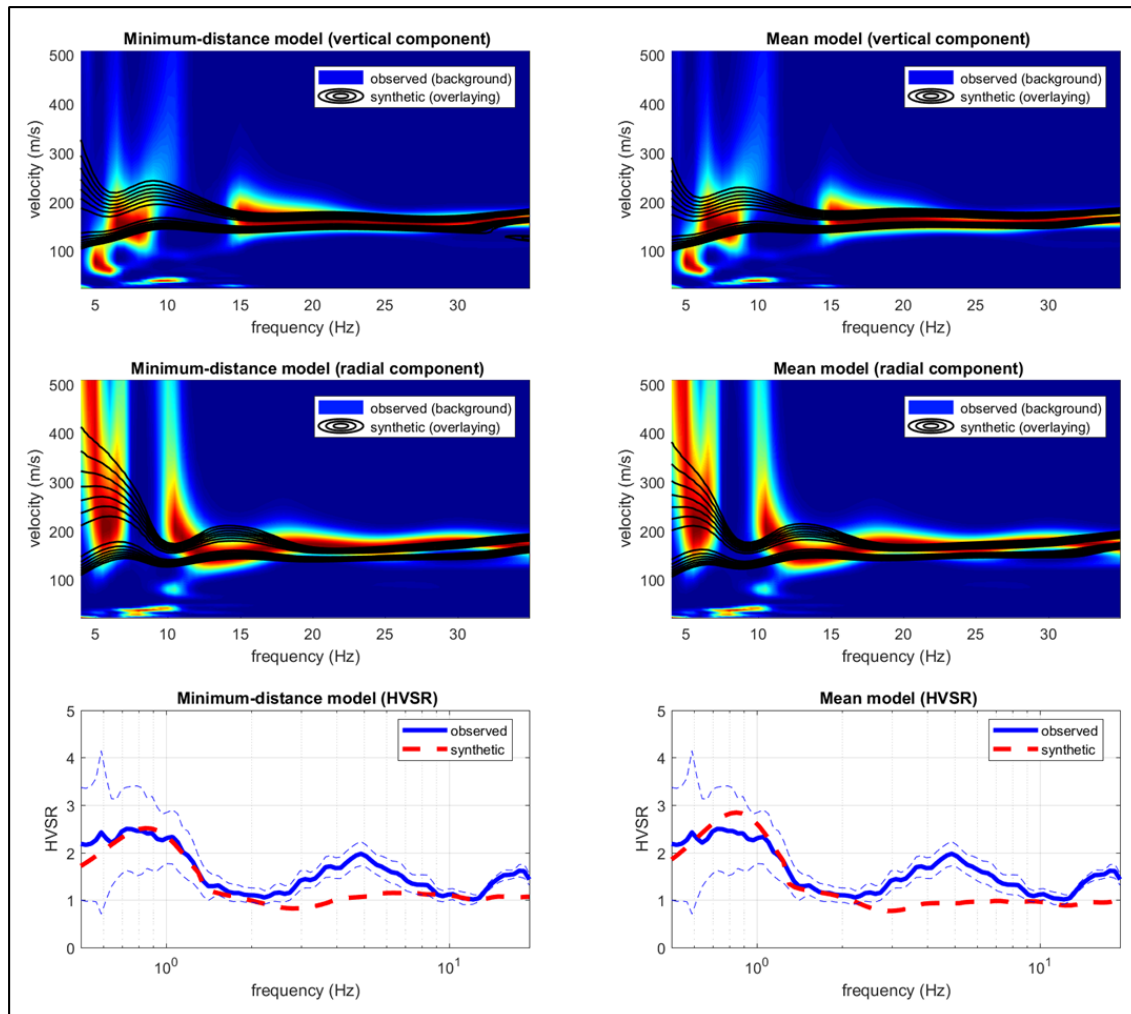 Minimum-distance model (vertical component)
Mean model (vertical component)
500
400
300
200
100
velocity (m/s)
observed (background)
synthetic (overlaying)
5 10 15 20 25 30
frequency (Hz)
500
400
300
200
100
velocity (m/s)
observed (background)
synthetic (overlaying)
5 10 15 20 25 30
frequency (Hz)
Minimum-distance model (radial component)
Mean model (radial component)
500
400
300
200
100
velocity (m/s)
observed (background)
synthetic (overlaying)
5 10 15 20 25 30
frequency (Hz)
500
400
300
200
100
velocity (m/s)
observed (background)
synthetic (overlaying)
5 10 15 20 25 30
frequency (Hz)
Minimum-distance model (HVSR)
Mean model (HVSR)
5
4
3
2
1
0
HVSR
observed
synthetic
10⁰ 10¹
frequency (Hz)
5
4
3
2
1
0
HVSR
observed
synthetic
10⁰ 10¹
frequency (Hz)